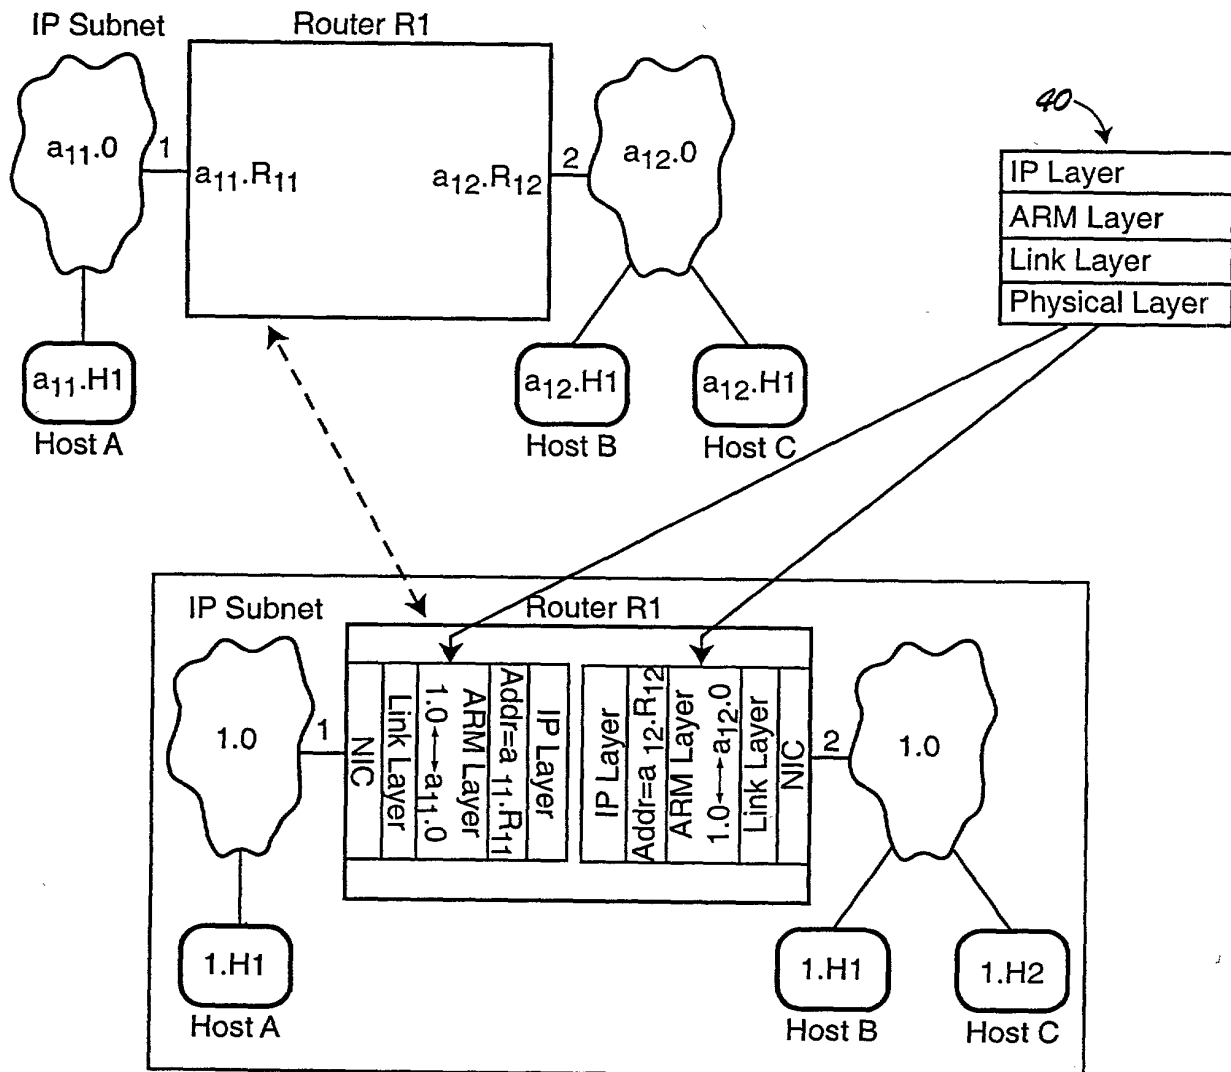 IP Subnet
Router R1
40
a₁₁.0
1
a₁₁.R₁₁
a₁₂.R₁₂
2
a₁₂.0
IP Layer
ARM Layer
Link Layer
Physical Layer
a₁₁.H1
Host A
a₁₂.H1
Host B
a₁₂.H1
Host C
IP Subnet
Router R1
1.0
1
NIC
Link Layer
1.0↔a₁₁.0
ARM Layer
Addr=a₁₁.R₁₁
IP Layer
IP Layer
Addr=a₁₂.R₁₂
ARM Layer
1.0↔a₁₂.0
Link Layer
NIC
2
1.0
1.H1
Host A
1.H1
Host B
1.H2
Host C